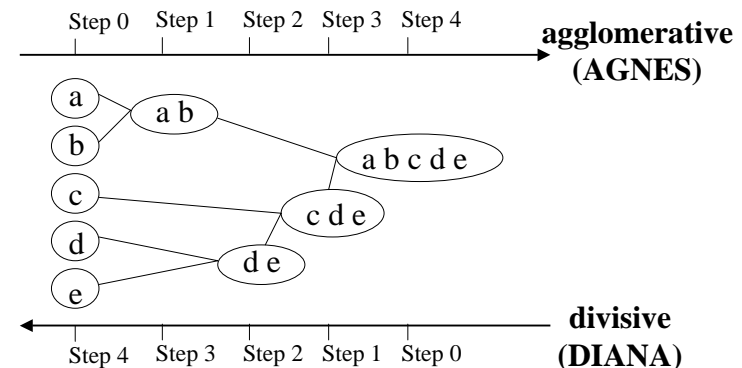 Step 0 Step 1 Step 2 Step 3 Step 4
agglomerative
(AGNES)
a
a b
b
a b c d e
c
c d e
d
d e
e
divisive
(DIANA)
Step 4 Step 3 Step 2 Step 1 Step 0